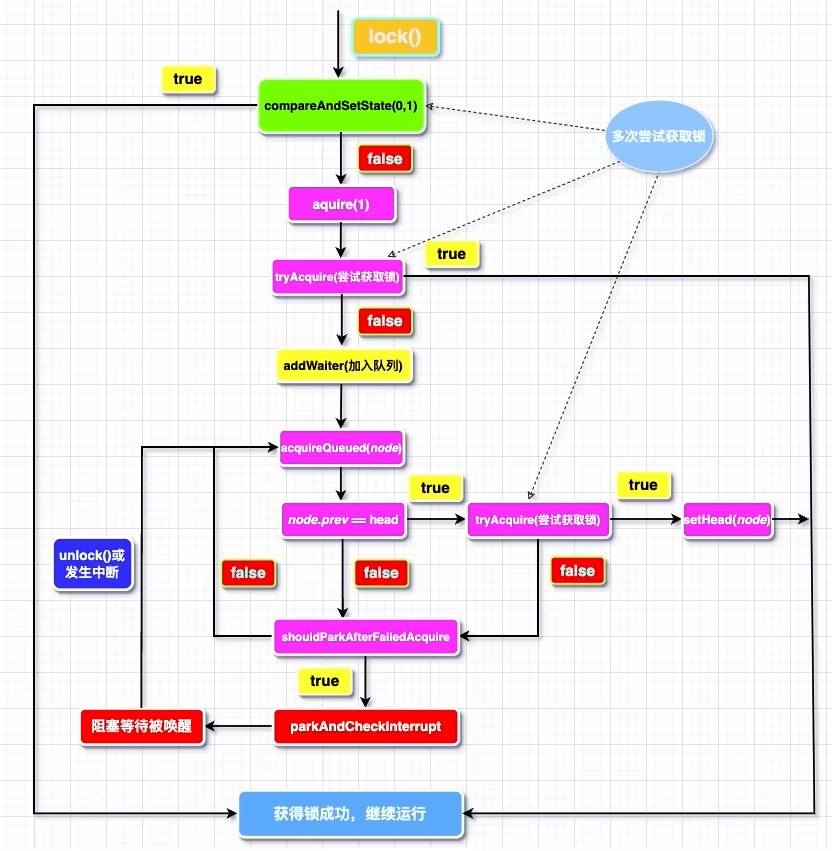 lock()
true
compareAndSetState(0,1)
多次尝试获取锁
false
aquire(1)
true
tryAcquire(尝试获取锁)
false
addWaiter(加入队列)
acquireQueued(node)
true
true
node.prev == head
tryAcquire(尝试获取锁)
setHead(node)
unlock()或
发生中断
false
false
false
shouldParkAfterFailedAcquire
true
阻塞等待被唤醒
parkAndCheckInterrupt
获得锁成功，继续运行